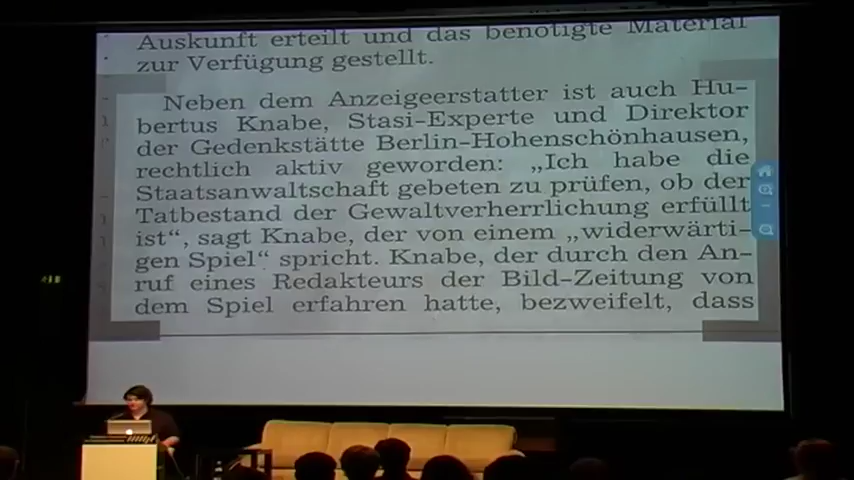 Auskunft erteilt und das benötigte Material
zur Verfügung gestellt.
Neben dem Anzeigeerstatter ist auch Hu-
bertus Knabe, Stasi-Experte und Direktor
der Gedenkstätte Berlin-Hohenschönhausen,
rechtlich aktiv geworden: „Ich habe die
Staatsanwaltschaft gebeten zu prüfen, ob der
Tatbestand der Gewaltverherrlichung erfüllt
ist“, sagt Knabe, der von einem „widerwärti-
gen Spiel“ spricht. Knabe, der durch den An-
ruf eines Redakteurs der Bild-Zeitung von
dem Spiel erfahren hatte, bezweifelt, dass